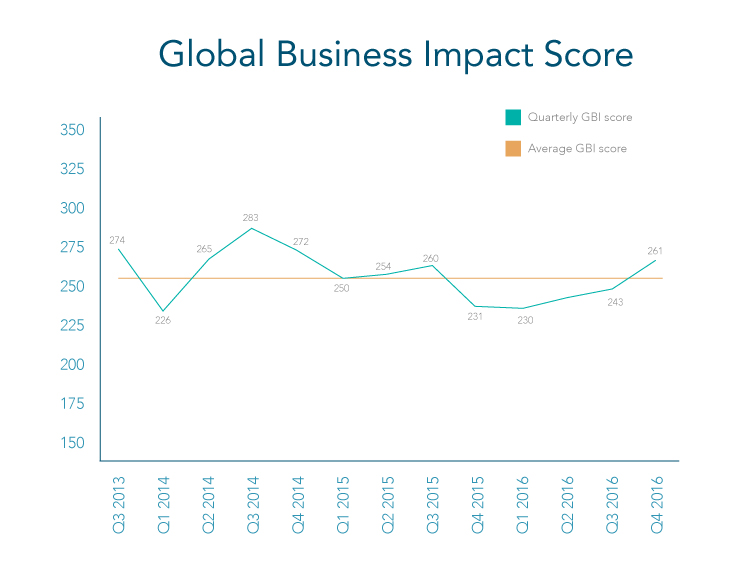 Global Business Impact Score
Quarterly GBI score
Average GBI score
350
325
300
275
250
225
200
175
150
274
226
265
283
272
250
254
260
231
230
243
261
Q3 2013
Q1 2014
Q2 2014
Q3 2014
Q4 2014
Q1 2015
Q2 2015
Q3 2015
Q4 2015
Q1 2016
Q2 2016
Q3 2016
Q4 2016